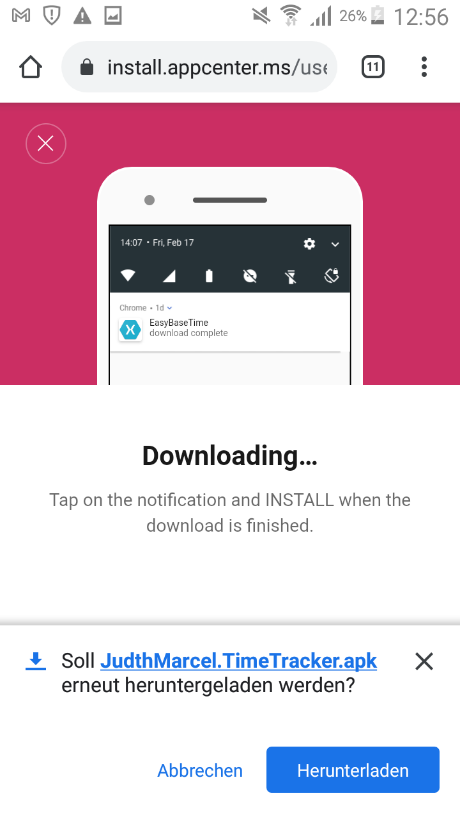 26% 12:56
install.appcenter.ms/use
11
14:07 • Fri, Feb 17
Chrome • 1d
EasyBaseTime
download complete
Downloading...
Tap on the notification and INSTALL when the
download is finished.
Soll JudthMarcel.TimeTracker.apk
erneut heruntergeladen werden?
Abbrechen
Herunterladen